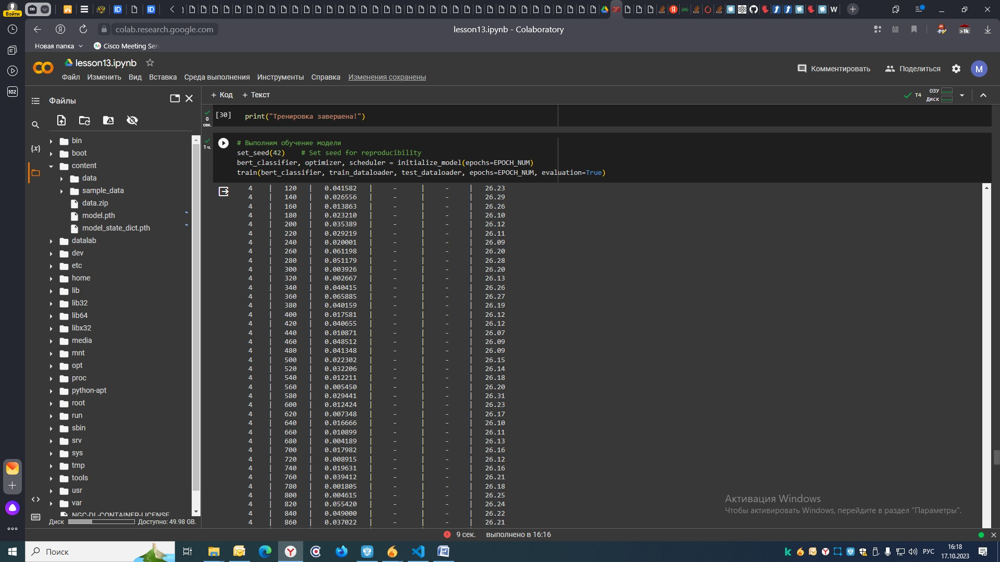 Войти
colab.research.google.com
lesson13.ipynb - Colaboratory
>1k
Новая папка
Cisco Meeting Ser
lesson13.ipynb
Комментировать
Поделиться
M
Файл Изменить Вид Вставка Среда выполнения Инструменты Справка Изменения сохранены
102
Файлы
+ Код + Текст
T4
ОЗУ
Диск
[30] print("Тренировка завершена!")
0
сек.
1 ч.
# Выполним обучение модели
set_seed(42) # Set seed for reproducibility
bert_classifier, optimizer, scheduler = initialize_model(epochs=EPOCH_NUM)
train(bert_classifier, train_dataloader, test_dataloader, epochs=EPOCH_NUM, evaluation=True)
{x}
bin
boot
content
data
sample_data
data.zip
model.pth
model_state_dict.pth
datalab
dev
etc
home
lib
lib32
lib64
libx32
media
mnt
opt
proc
python-apt
root
run
sbin
srv
sys
tmp
tools
usr
var
NGC-DL-CONTAINER-LICENSE
Диск Доступно: 49.98 GB.
4 | 120 | 0.041582 | - | - | 26.23
4 | 140 | 0.026556 | - | - | 26.29
4 | 160 | 0.013863 | - | - | 26.26
4 | 180 | 0.023210 | - | - | 26.10
4 | 200 | 0.035389 | - | - | 26.12
4 | 220 | 0.029219 | - | - | 26.11
4 | 240 | 0.020001 | - | - | 26.09
4 | 260 | 0.061198 | - | - | 26.20
4 | 280 | 0.051179 | - | - | 26.28
4 | 300 | 0.003926 | - | - | 26.20
4 | 320 | 0.002667 | - | - | 26.13
4 | 340 | 0.040415 | - | - | 26.26
4 | 360 | 0.065885 | - | - | 26.27
4 | 380 | 0.040159 | - | - | 26.19
4 | 400 | 0.017581 | - | - | 26.12
4 | 420 | 0.040655 | - | - | 26.12
4 | 440 | 0.010871 | - | - | 26.07
4 | 460 | 0.048512 | - | - | 26.09
4 | 480 | 0.041348 | - | - | 26.09
4 | 500 | 0.022302 | - | - | 26.15
4 | 520 | 0.032206 | - | - | 26.14
4 | 540 | 0.012211 | - | - | 26.18
4 | 560 | 0.005450 | - | - | 26.20
4 | 580 | 0.029441 | - | - | 26.31
4 | 600 | 0.012424 | - | - | 26.23
4 | 620 | 0.007348 | - | - | 26.17
4 | 640 | 0.016666 | - | - | 26.10
4 | 660 | 0.010899 | - | - | 26.11
4 | 680 | 0.004189 | - | - | 26.13
4 | 700 | 0.017982 | - | - | 26.16
4 | 720 | 0.008915 | - | - | 26.12
4 | 740 | 0.019631 | - | - | 26.16
4 | 760 | 0.039412 | - | - | 26.21
4 | 780 | 0.001805 | - | - | 26.18
4 | 800 | 0.004615 | - | - | 26.25
4 | 820 | 0.055420 | - | - | 26.24
4 | 840 | 0.049000 | - | - | 26.22
4 | 860 | 0.037022 | - | - | 26.21
Активация Windows
Чтобы активировать Windows, перейдите в раздел "Параметры".
9 сек. выполнено в 16:16
Поиск
РУС
16:18
17.10.2023